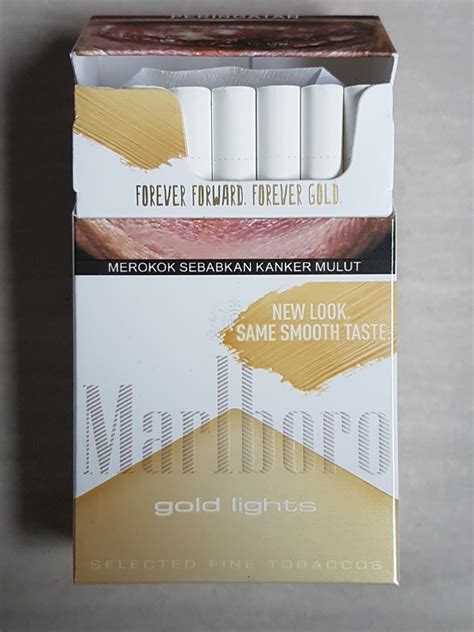 PERINGATAN
FOREVER FORWARD. FOREVER GOLD.
MEROKOK SEBABKAN KANKER MULUT
NEW LOOK.
SAME SMOOTH TASTE.
Marlboro
gold lights
SELECTED FINE TOBACCOS